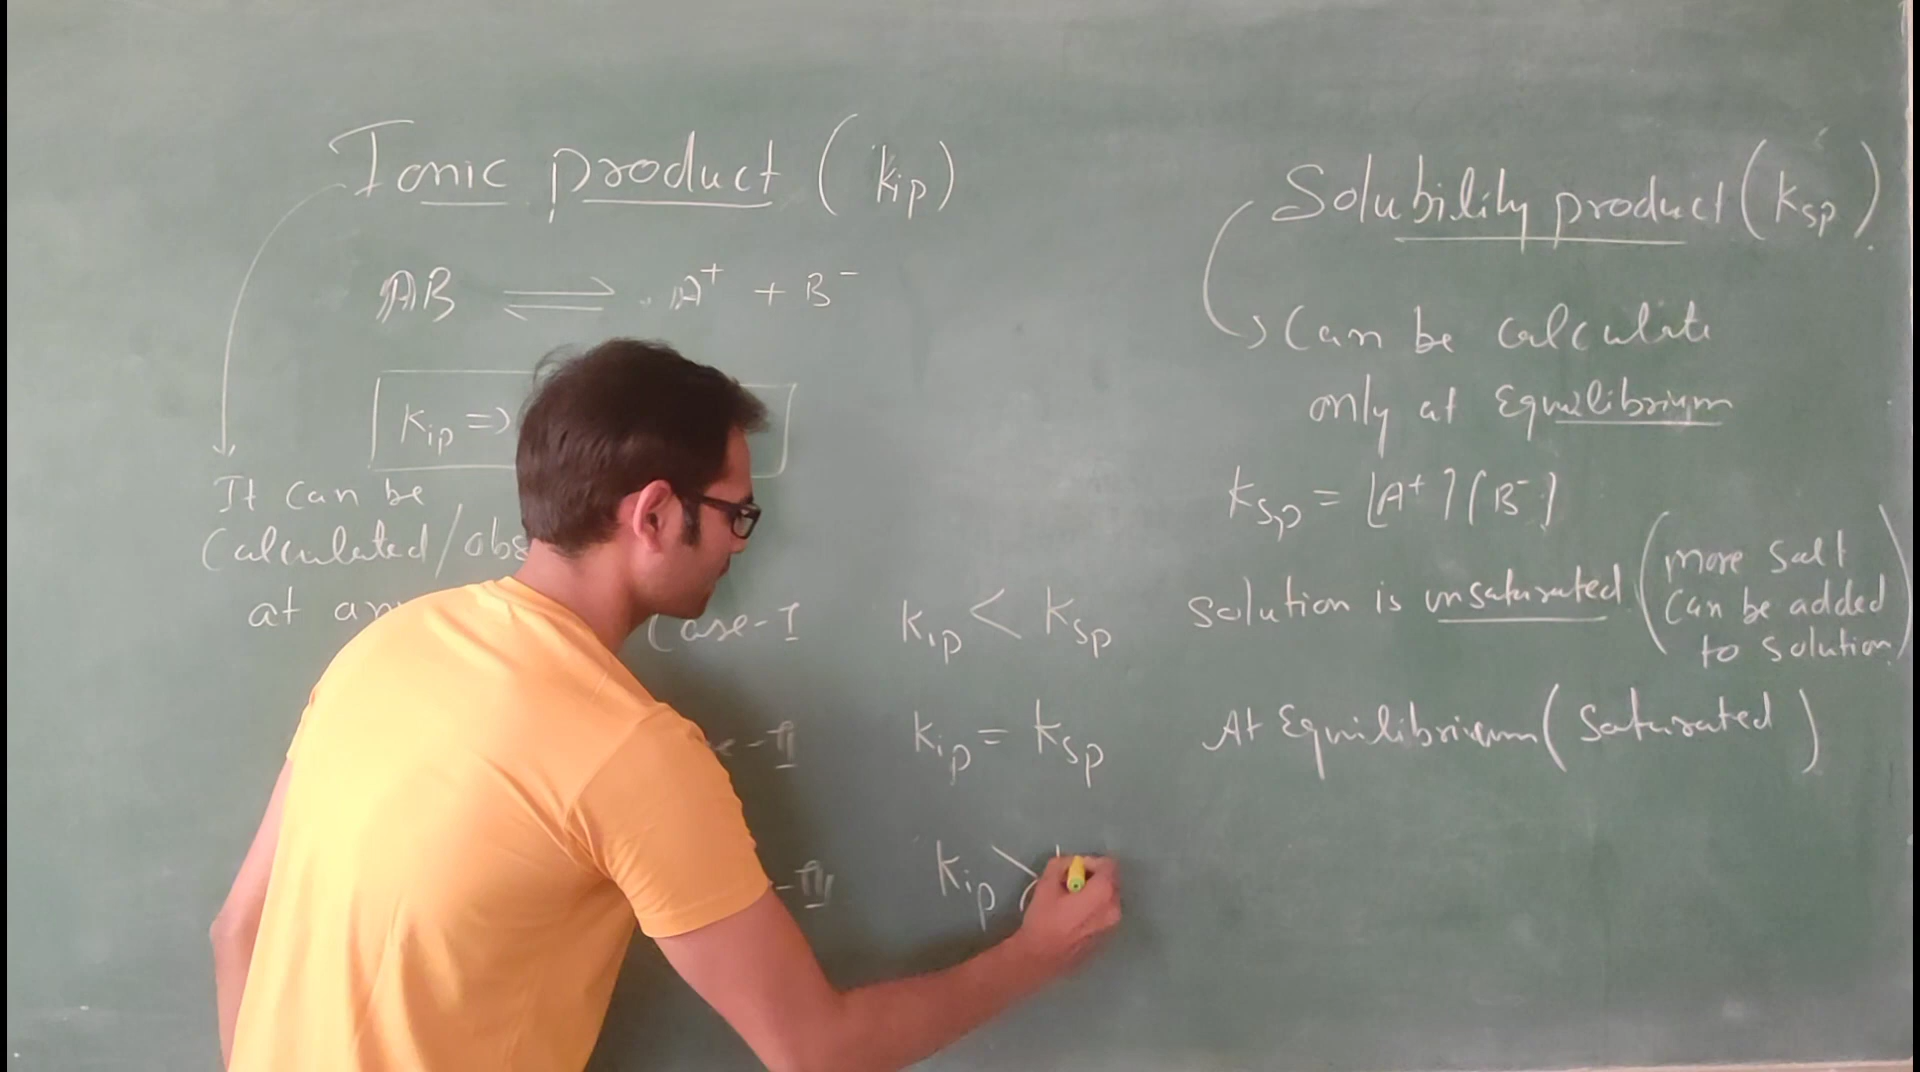 Ionic product (kip)
AB ⇌ A⁺ + B⁻
Kip =>
It can be
Calculated/obs
at an
Solubility product (Ksp)
Can be Calculate
only at Equilibrium
Ksp = [A⁺] [B⁻]
Case-I Kip < Ksp Solution is unsaturated (more salt
can be added
to solution)
-II Kip = Ksp At Equilibrium (Saturated)
-III Kip >